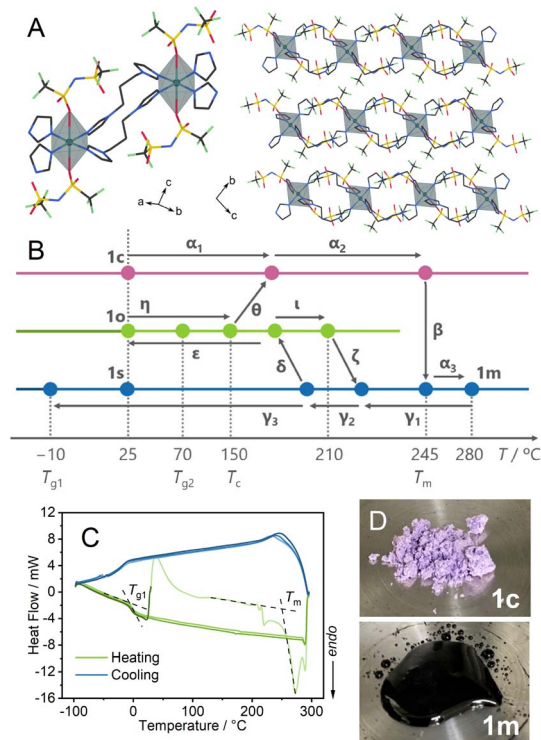 A
c
a
b
b
c
B
1c
α₁
α₂
1o
η
θ
ι
ε
δ
ζ
β
α₃
1s
1m
γ₃
γ₂
γ₁
−10
25
70
150
210
245
280
T / °C
Tg1
Tg2
Tc
Tm
C
12
8
4
0
-4
-8
-12
-16
Heat Flow / mW
Tg1
Tm
Heating
Cooling
endo
-100
0
100
200
300
Temperature / °C
D
1c
1m